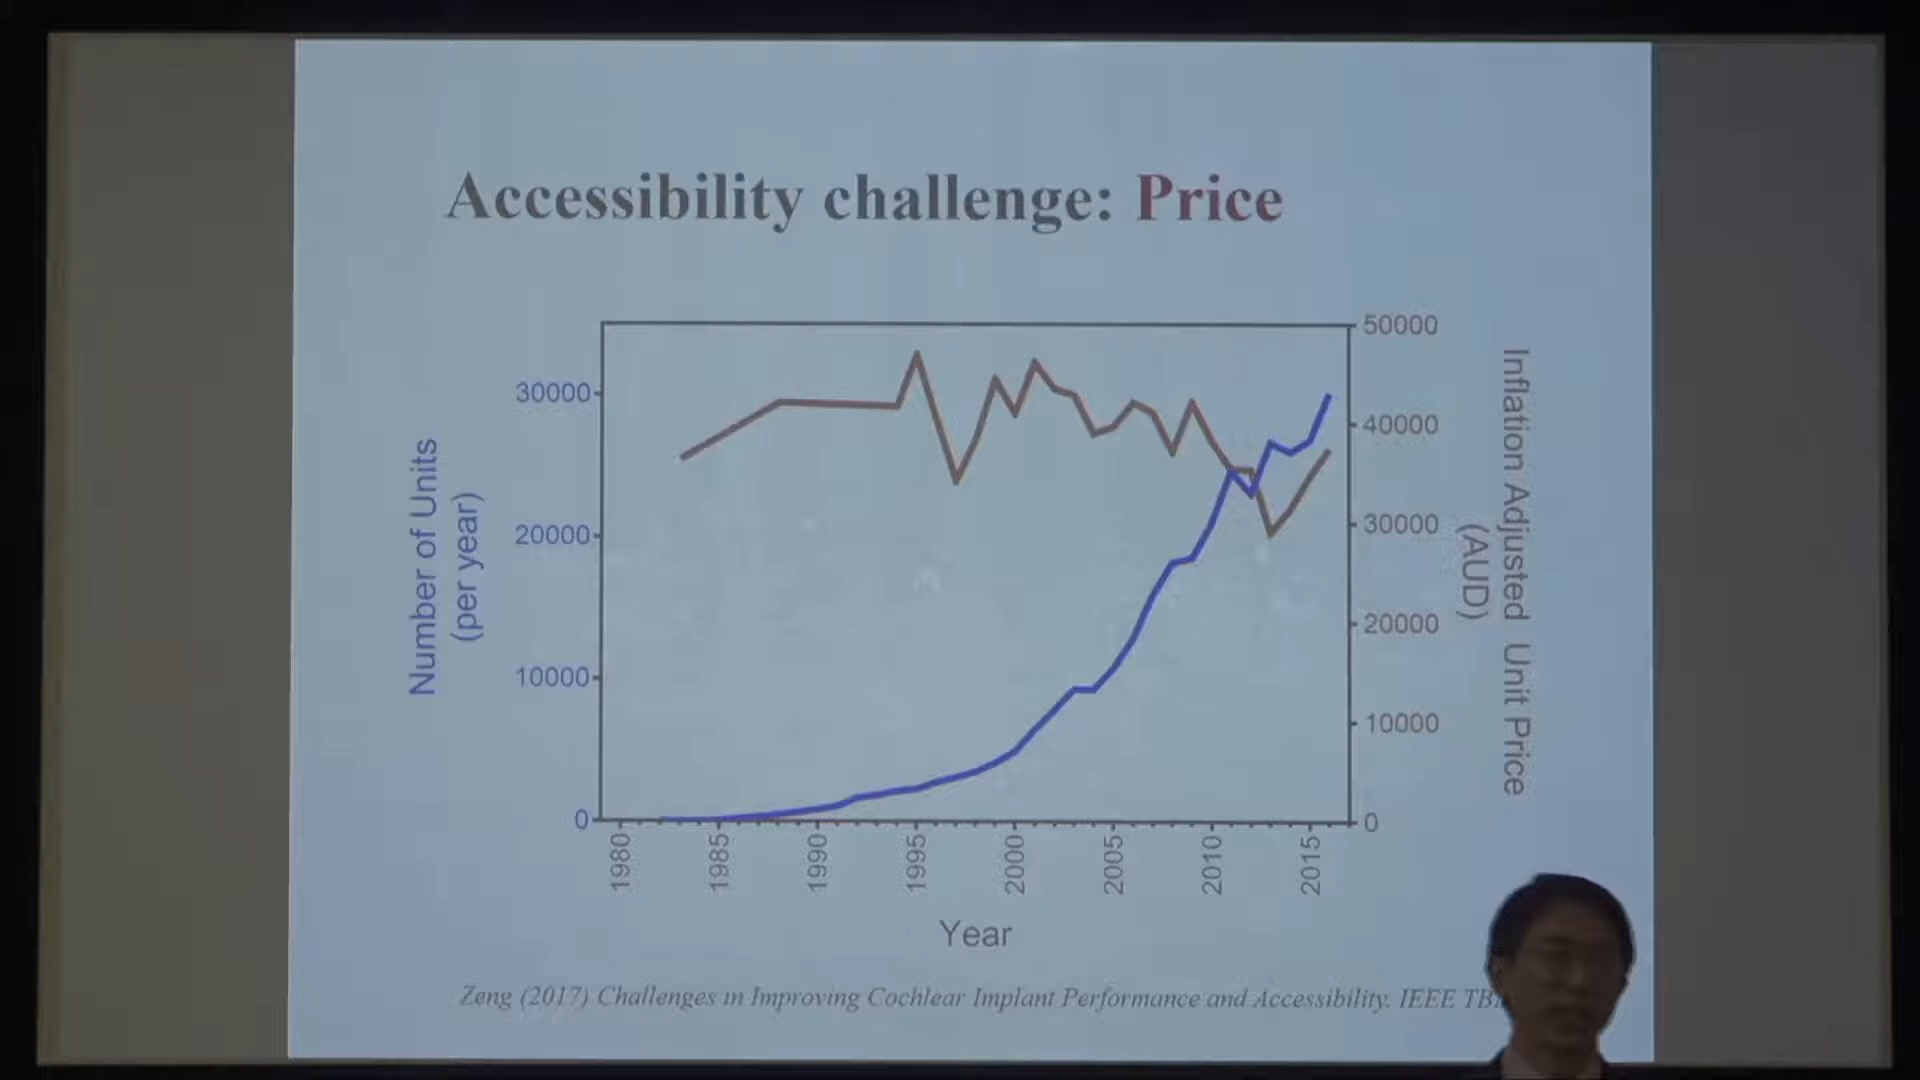 Accessibility challenge: Price
Number of Units
(per year)
30000
20000
10000
0
50000
40000
30000
20000
10000
0
Inflation Adjusted Unit Price
(AUD)
1980
1985
1990
1995
2000
2005
2010
2015
Year
Zeng (2017) Challenges in Improving Cochlear Implant Performance and Accessibility. IEEE